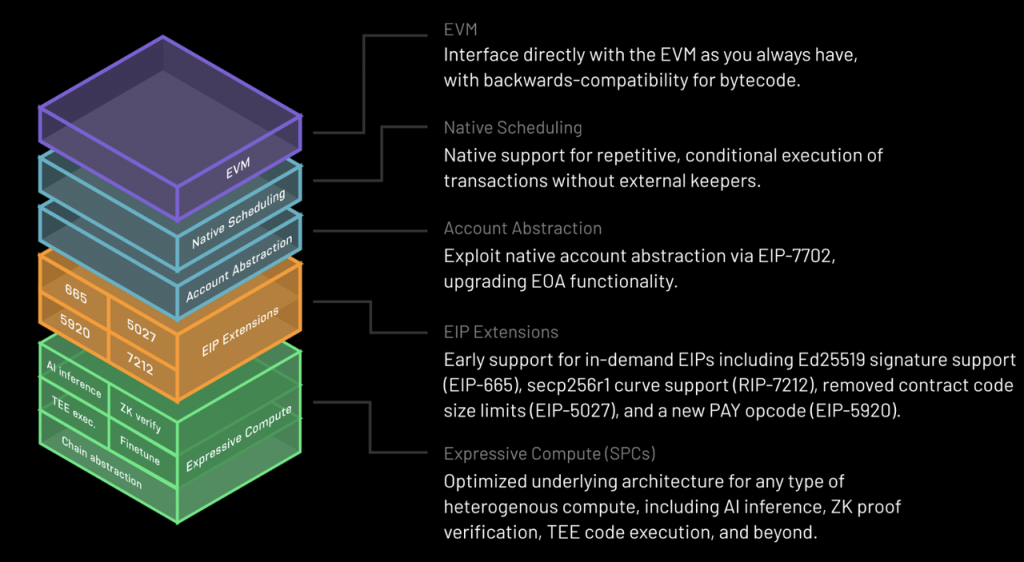 EVM
Interface directly with the EVM as you always have,
with backwards-compatibility for bytecode.
Native Scheduling
Native support for repetitive, conditional execution of
transactions without external keepers.
Account Abstraction
Exploit native account abstraction via EIP-7702,
upgrading EOA functionality.
EIP Extensions
Early support for in-demand EIPs including Ed25519 signature support
(EIP-665), secp256r1 curve support (RIP-7212), removed contract code
size limits (EIP-5027), and a new PAY opcode (EIP-5920).
Expressive Compute (SPCs)
Optimized underlying architecture for any type of
heterogenous compute, including AI inference, ZK proof
verification, TEE code execution, and beyond.
EVM
Native Scheduling
Account Abstraction
665
5027
5920
7212
EIP Extensions
AI inference
ZK verify
TEE exec.
Finetune
Chain abstraction
Expressive Compute